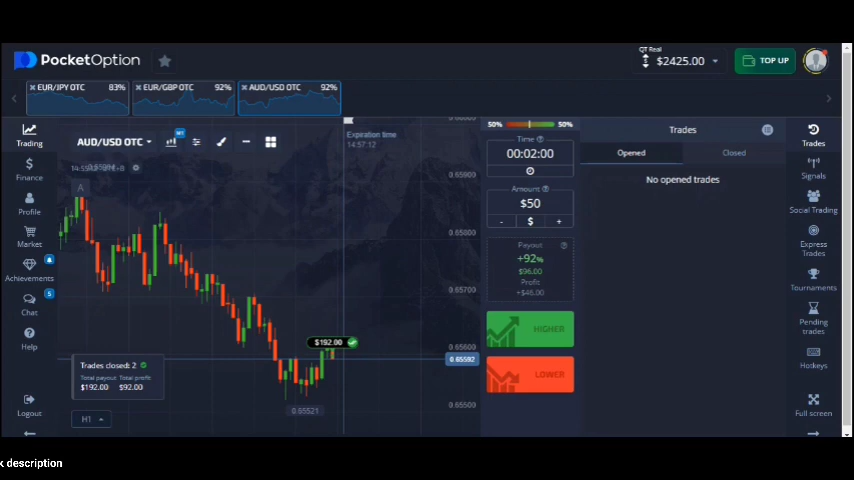 PocketOption
QT Real
$2425.00
TOP UP
EUR/JPY OTC 83%
EUR/GBP OTC 92%
AUD/USD OTC 92%
Trading
Finance
Profile
Market
Achievements
Chat
5
Help
Logout
AUD/USD OTC
M1
Expiration time
14:57:12
A
0.65900
0.65800
0.65700
0.65600
0.65592
0.65500
$192.00
Trades closed: 2
Total payout Total profit
$192.00 $92.00
0.65521
H1
50% 50%
Time
00:02:00
Amount
$50
- $ +
Payout
+92%
$96.00
Profit
+$46.00
HIGHER
LOWER
Trades
Opened Closed
No opened trades
Trades
Signals
Social Trading
Express
Trades
Tournaments
Pending
trades
Hotkeys
Full screen
k description